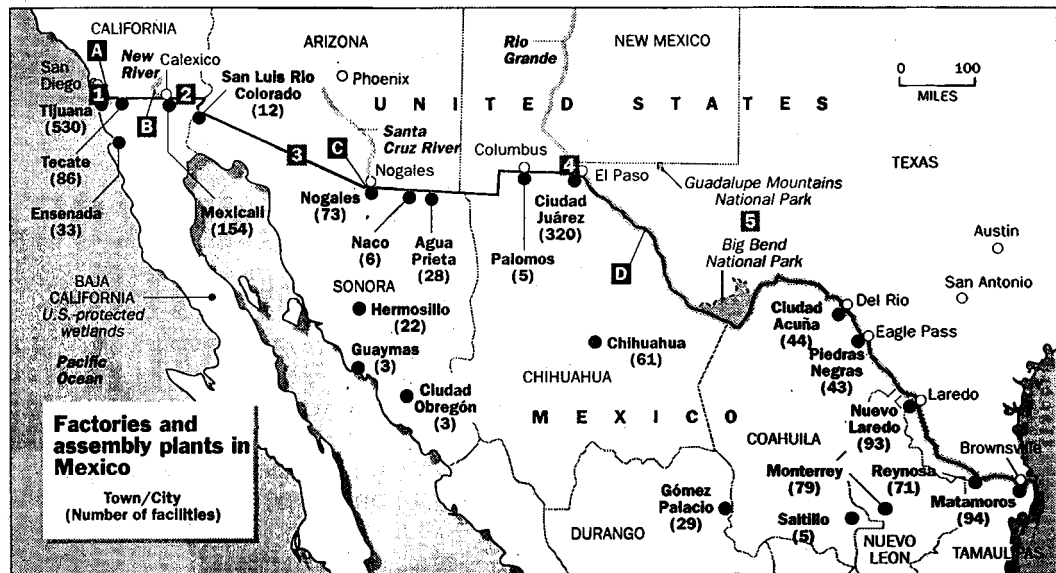 CALIFORNIA
A
New
River
Calexico
San
Diego
1
2
Tijuana
(530)
B
Tecate
(86)
Ensenada
(33)
Mexicali
(154)
ARIZONA
San Luis Rio
Colorado
(12)
Phoenix
Santa
Cruz River
3
C
Nogales
Nogales
(73)
Naco
(6)
Agua
Prieta
(28)
Rio
Grande
NEW MEXICO
0 100
MILES
UNITED STATES
Columbus
4
El Paso
Palomos
(5)
Ciudad
Juárez
(320)
Guadalupe Mountains
National Park
5
Big Bend
National Park
D
TEXAS
Austin
San Antonio
Del Rio
Ciudad
Acuña
(44)
Eagle Pass
Piedras
Negras
(43)
BAJA
CALIFORNIA
U.S.-protected
wetlands
Pacific
Ocean
SONORA
Hermosillo
(22)
Guaymas
(3)
Ciudad
Obregón
(3)
Chihuahua
(61)
CHIHUAHUA
MEXICO
Laredo
Nuevo
Laredo
(93)
COAHUILA
Brownsville
Monterrey
(79)
Reynosa
(71)
Matamoros
(94)
Gómez
Palacio
(29)
Saltillo
(5)
DURANGO
NUEVO
LEON
TAMAULIPAS
Factories and
assembly plants in
Mexico
Town/City
(Number of facilities)